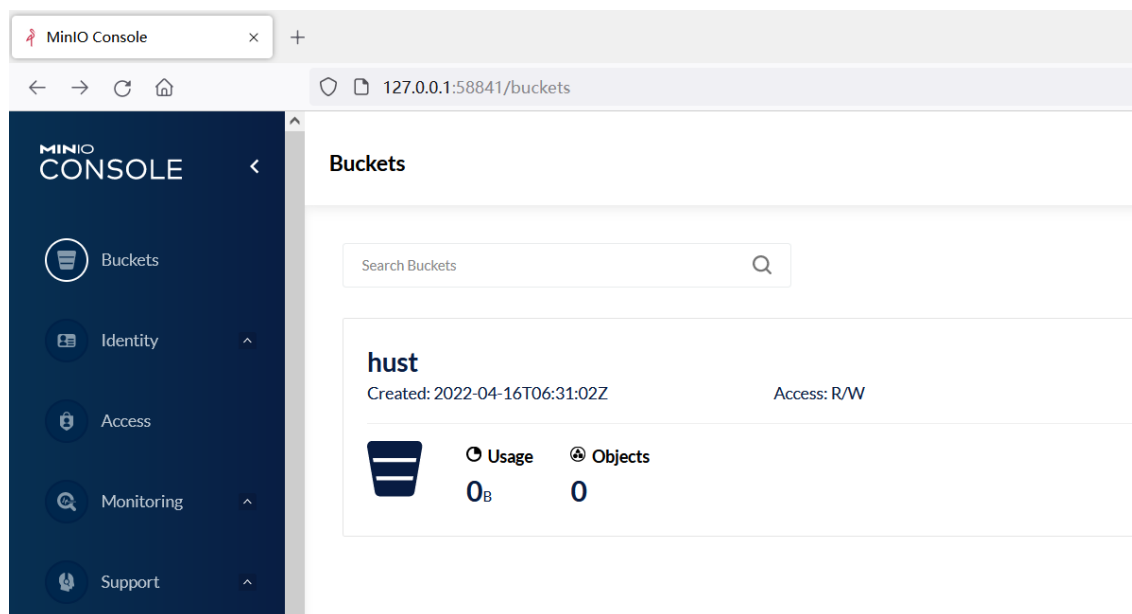 MinIO Console
127.0.0.1:58841/buckets
MINIO
CONSOLE
Buckets
Identity
Access
Monitoring
Support
Buckets
Search Buckets
hust
Created: 2022-04-16T06:31:02Z
Access: R/W
Usage
Objects
0B
0